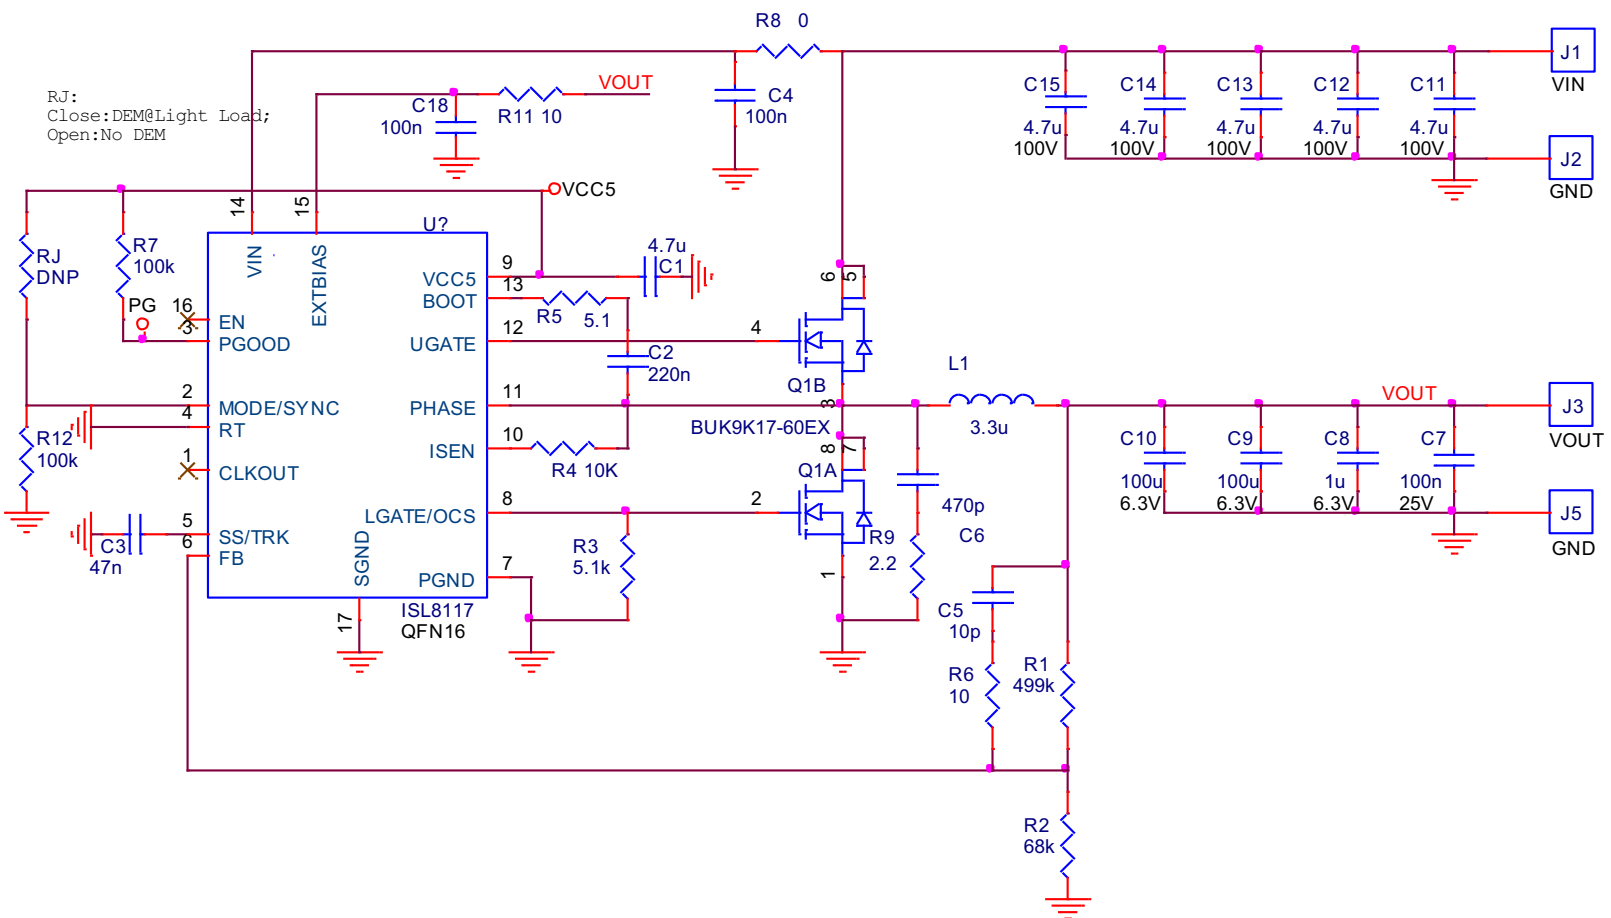 R8 0
J1
VIN
RJ:
Close:DEM@Light Load;
Open:No DEM
C18
100n
R11 10
VOUT
C4
100n
C15
4.7u
100V
C14
4.7u
100V
C13
4.7u
100V
C12
4.7u
100V
C11
4.7u
100V
J2
GND
VCC5
14
15
U?
RJ
DNP
R7
100k
PG
VIN
EXTBIAS
16
EN
3
PGOOD
2
MODE/SYNC
4
RT
R12
100k
1
CLKOUT
5
SS/TRK
6
FB
C3
47n
SGND
17
9
VCC5
13
BOOT
12
UGATE
11
PHASE
10
ISEN
8
LGATE/OCS
7
PGND
ISL8117
QFN16
4.7u
C1
R5 5.1
C2
220n
R4 10K
R3
5.1k
6
5
4
Q1B
3
BUK9K17-60EX
8
7
Q1A
2
1
R9
2.2
470p
C6
L1
3.3u
VOUT
J3
VOUT
C10
100u
6.3V
C9
100u
6.3V
C8
1u
6.3V
C7
100n
25V
J5
GND
C5
10p
R6
10
R1
499k
R2
68k